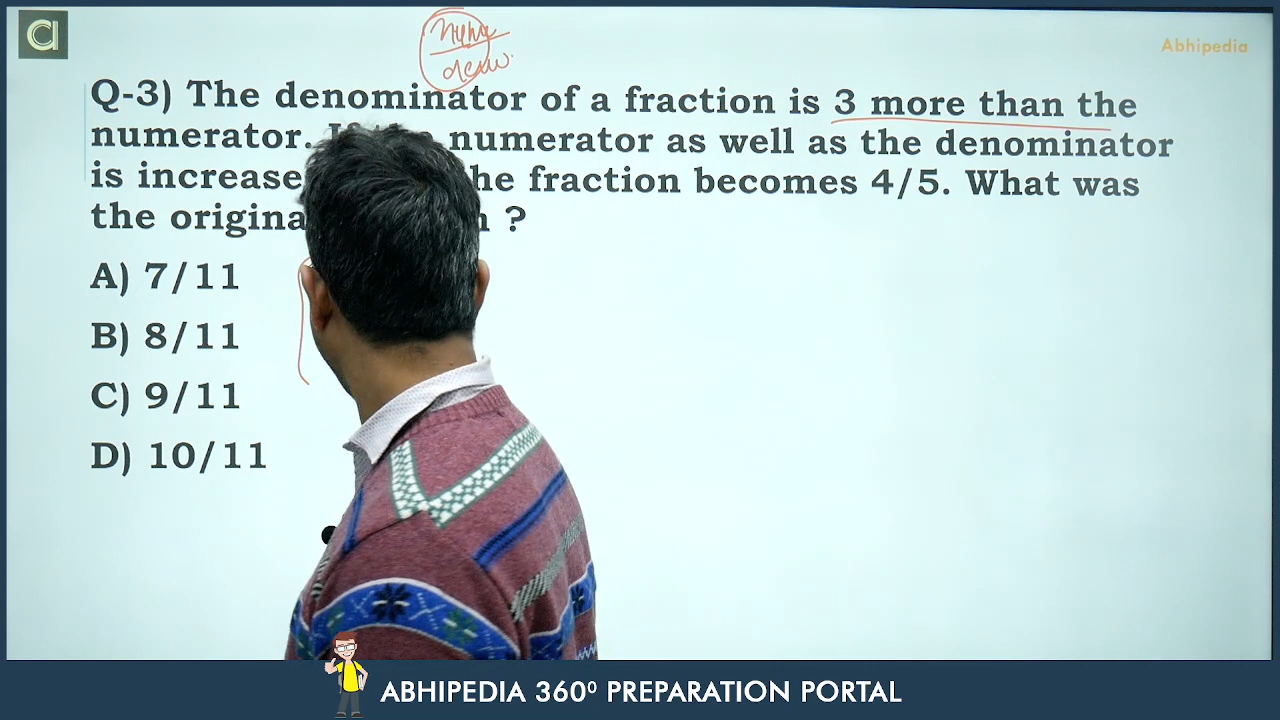 Abhipedia
Q-3) The denominator of a fraction is 3 more than the
numerator. numerator as well as the denominator
is increase he fraction becomes 4/5. What was
the origina ?
A) 7/11
B) 8/11
C) 9/11
D) 10/11
ABHIPEDIA 360⁰ PREPARATION PORTAL